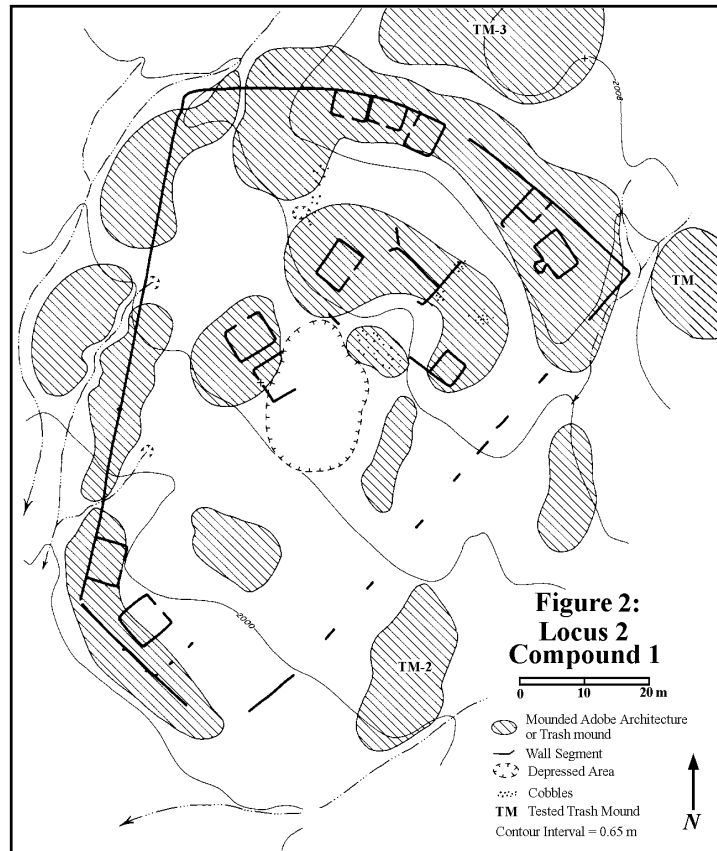 TM-3
2008
TM
2000
TM-2
Figure 2:
Locus 2
Compound 1
0 10 20 m
Mounded Adobe Architecture
or Trash mound
Wall Segment
Depressed Area
Cobbles
TM Tested Trash Mound
Contour Interval = 0.65 m
N